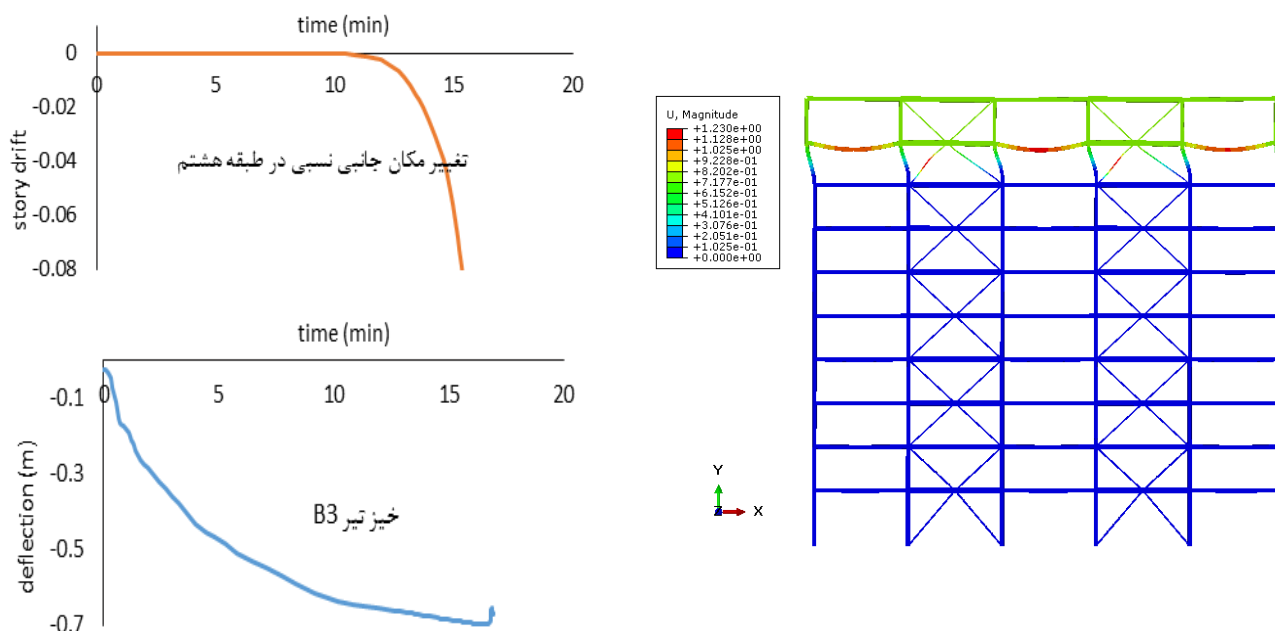 time (min)
0
0 5 10 15 20
-0.02
-0.04
-0.06
-0.08
story drift
تغییر مکان جانبی نسبی در طبقه هشتم
time (min)
0 5 10 15 20
-0.1
-0.3
-0.5
-0.7
deflection (m)
خیز تیر B3
U, Magnitude
+1.230e+00
+1.128e+00
+1.025e+00
+9.228e-01
+8.202e-01
+7.177e-01
+6.152e-01
+5.126e-01
+4.101e-01
+3.076e-01
+2.051e-01
+1.025e-01
+0.000e+00
Y
Z X